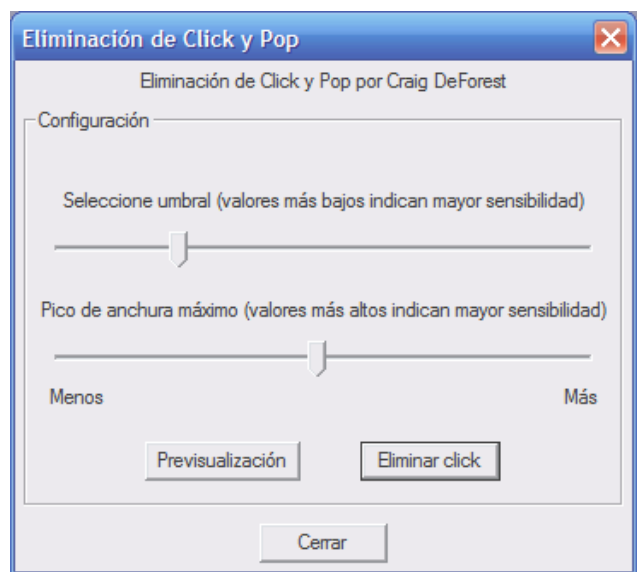 Eliminación de Click y Pop
Eliminación de Click y Pop por Craig DeForest
Configuración
Seleccione umbral (valores más bajos indican mayor sensibilidad)
Pico de anchura máximo (valores más altos indican mayor sensibilidad)
Menos Más
Previsualización Eliminar click
Cerrar